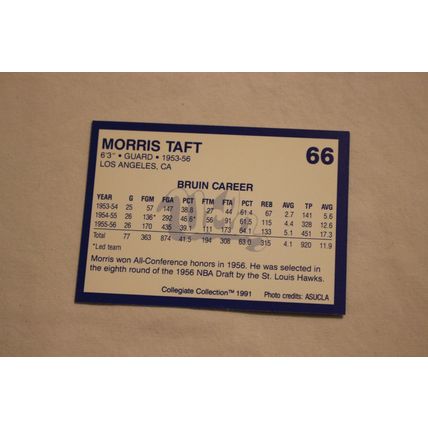 MORRIS TAFT
66
6'3" • GUARD • 1953-56
LOS ANGELES, CA
BRUIN CAREER
YEAR G FGM FGA PCT FTM FTA PCT REB AVG TP AVG
1953-54 25 57 147 38.8 27 44 61.4 67 2.7 141 5.6
1954-55 26 136* 292 46.6* 56 91 61.5 115 4.4 328 12.6
1955-56 26 170 435 39.1 111 173 64.2 133 5.1 451 17.3
Total 77 363 874 41.5 194 308 63.0 315 4.1 920 11.9
*Led team
Morris won All-Conference honors in 1956. He was selected in
the eighth round of the 1956 NBA Draft by the St. Louis Hawks.
Collegiate Collection™ 1991 Photo credits: ASUCLA